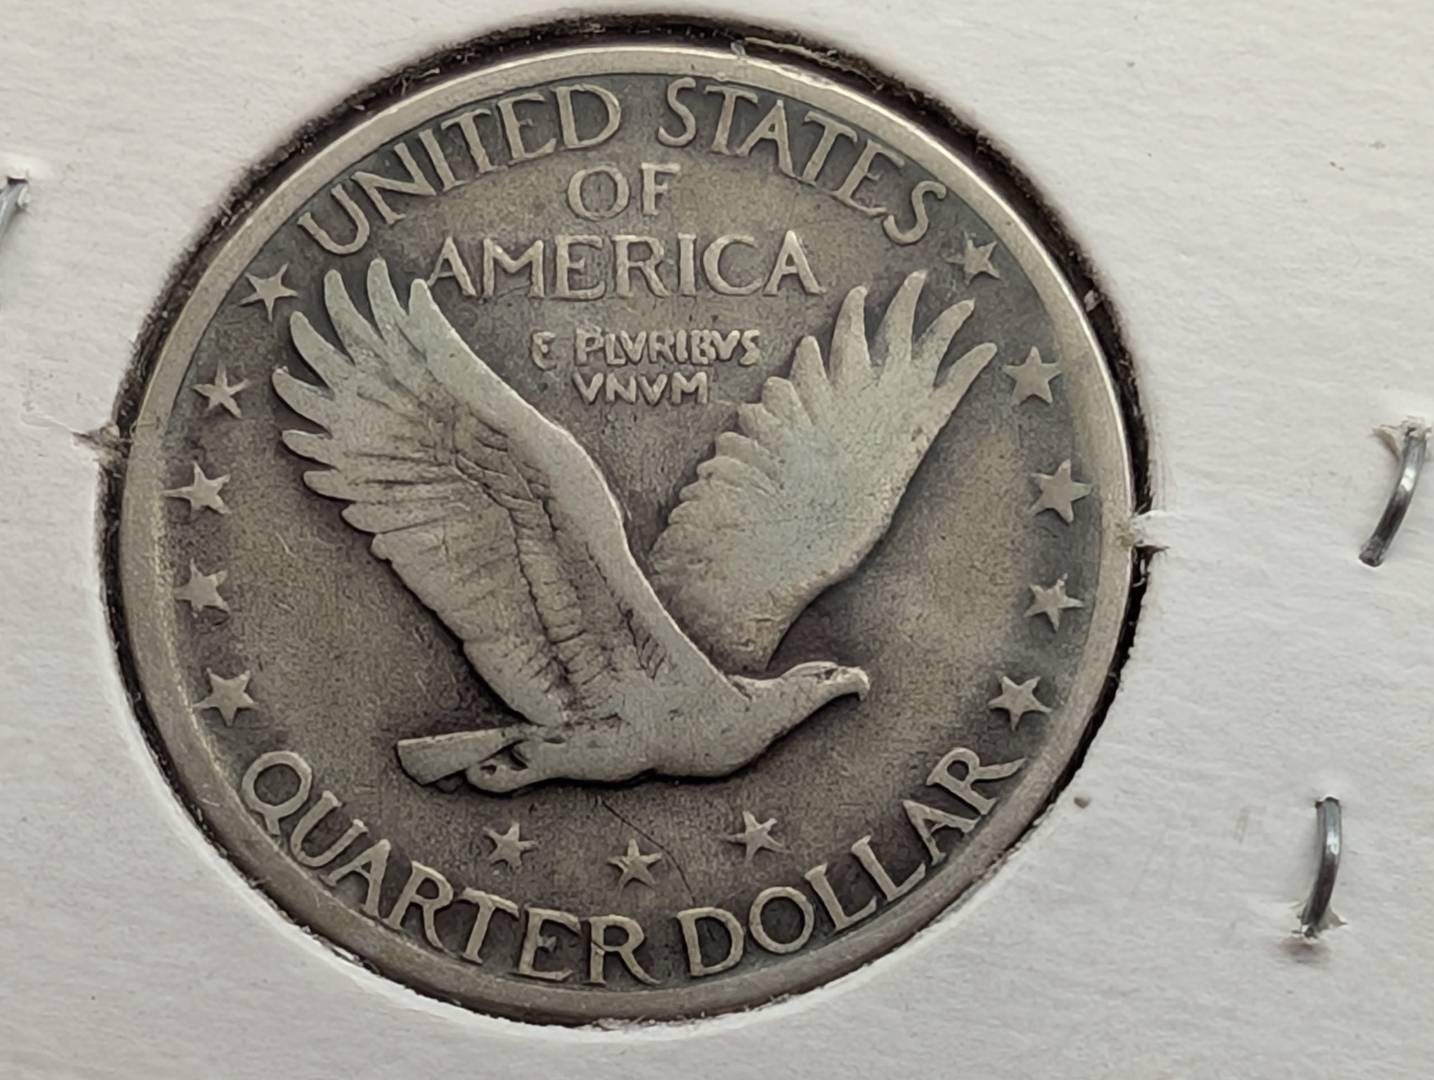 UNITED STATES
OF
AMERICA
E PLVRIBVS
VNVM
QUARTER DOLLAR